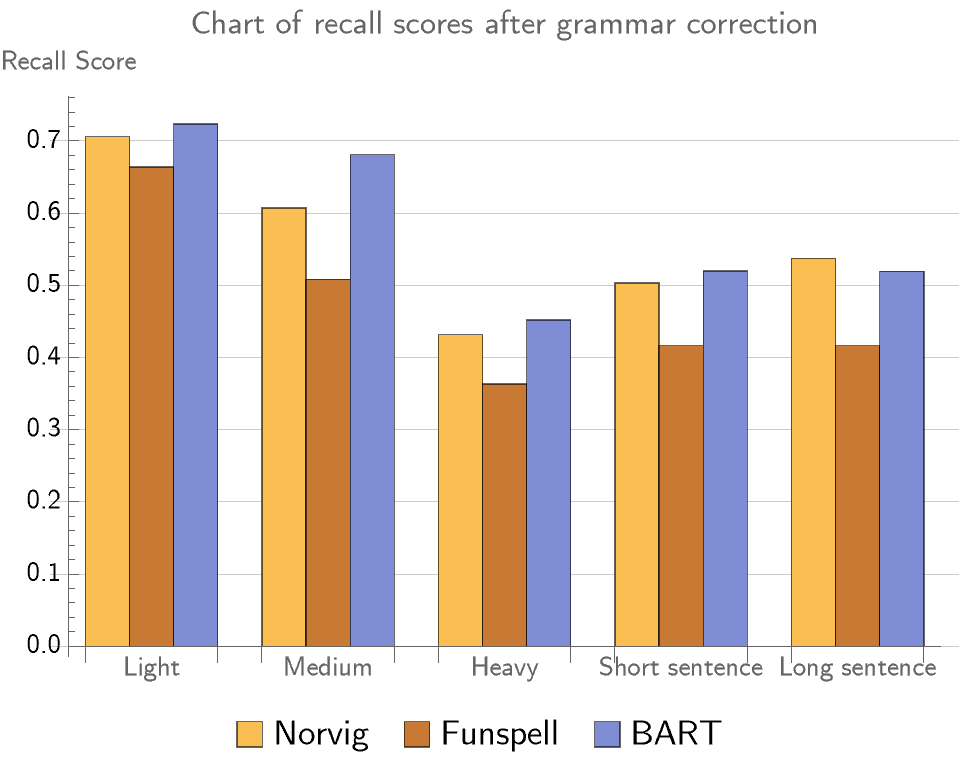 Chart of recall scores after grammar correction
Recall Score
0.7
0.6
0.5
0.4
0.3
0.2
0.1
0.0
Light Medium Heavy Short sentence Long sentence
Norvig Funspell BART